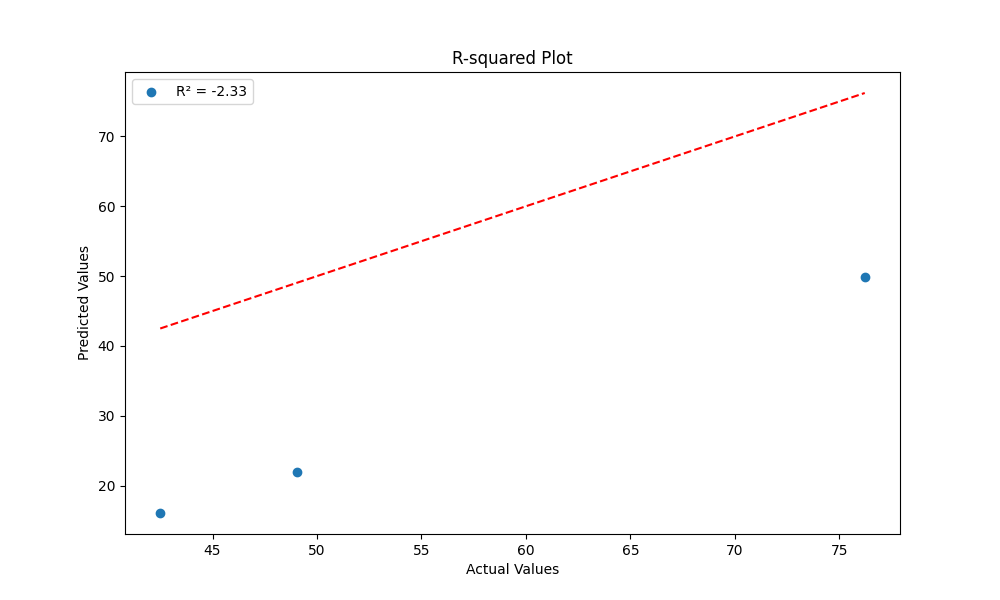 R-squared Plot
R² = -2.33
70
60
50
40
30
20
Predicted Values
45 50 55 60 65 70 75
Actual Values